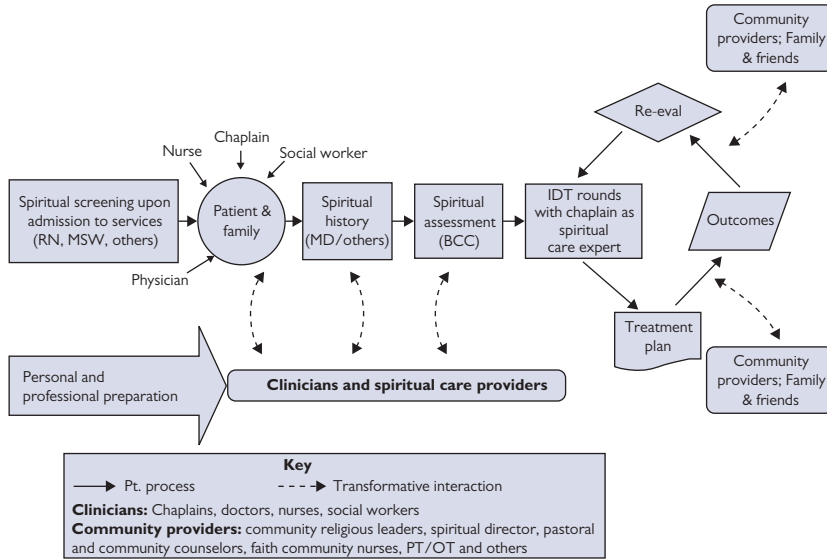 Community
providers; Family
& friends
Re-eval
Chaplain
Nurse
Social worker
Spiritual screening upon
admission to services
(RN, MSW, others)
Patient &
family
Physician
Spiritual
history
(MD/others)
Spiritual
assessment
(BCC)
IDT rounds
with chaplain as
spiritual
care expert
Outcomes
Treatment
plan
Community
providers; Family
& friends
Personal and
professional preparation
Clinicians and spiritual care providers
Key
Pt. process
Transformative interaction
Clinicians: Chaplains, doctors, nurses, social workers
Community providers: community religious leaders, spiritual director, pastoral
and community counselors, faith community nurses, PT/OT and others